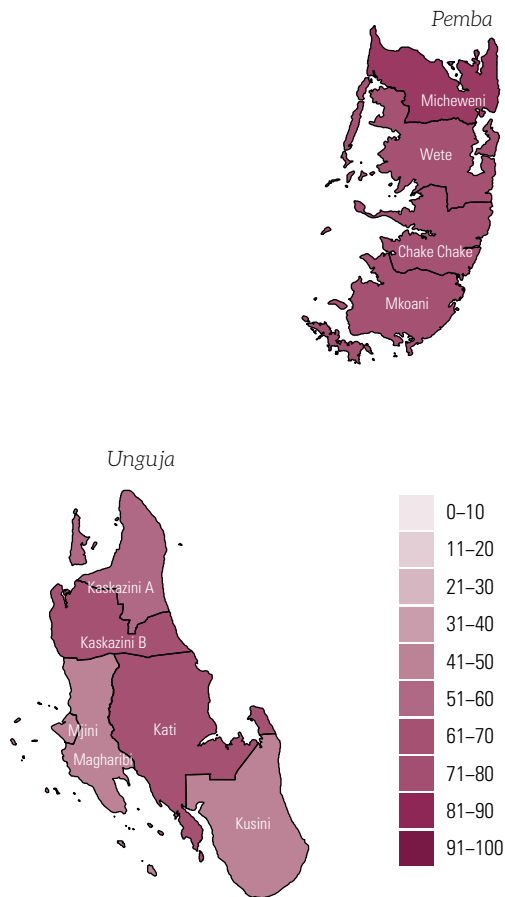 Pemba
Micheweni
Wete
Chake Chake
Mkoani
Unguja
Kaskazini A
Kaskazini B
Mjini
Kati
Magharibi
Kusini
0–10
11–20
21–30
31–40
41–50
51–60
61–70
71–80
81–90
91–100